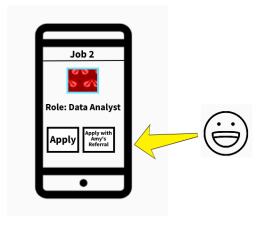 Job 2
Role: Data Analyst
Apply
Apply with
Amy's
Referral